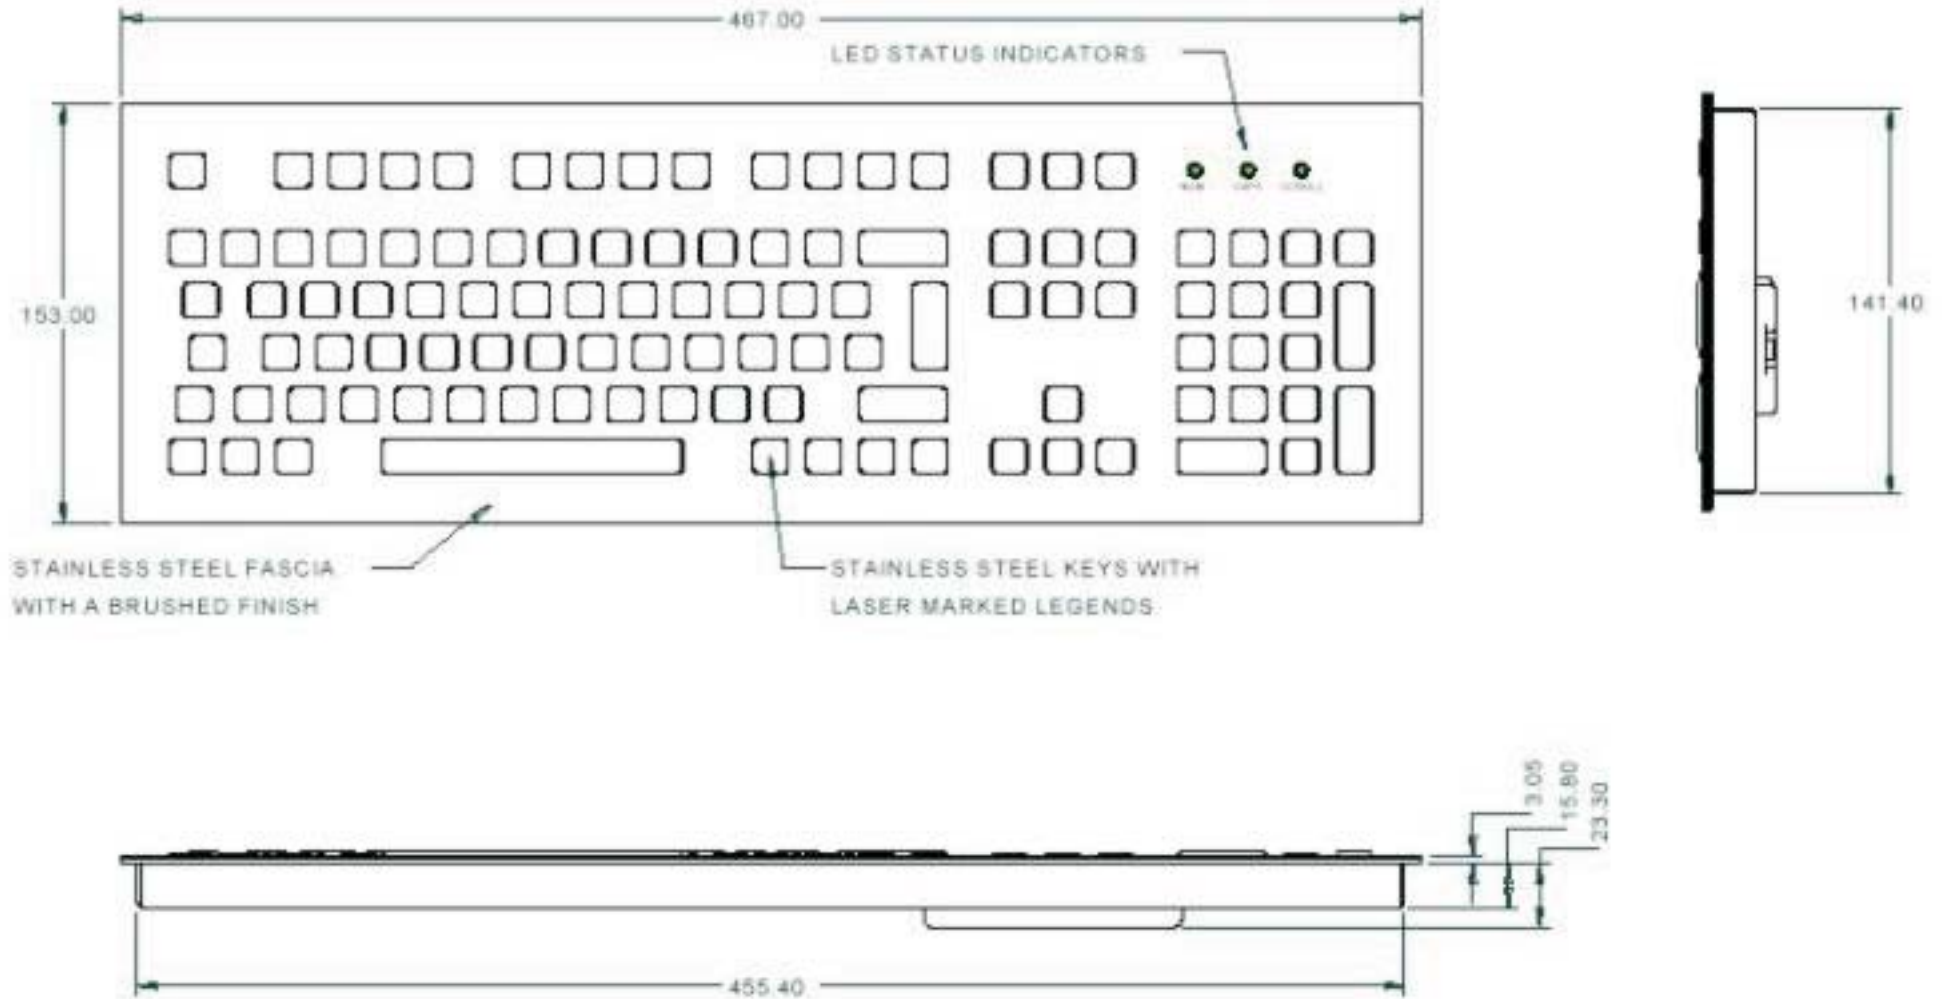 467.00
LED STATUS INDICATORS
153.00
141.40
STAINLESS STEEL FASCIA
WITH A BRUSHED FINISH
STAINLESS STEEL KEYS WITH
LASER MARKED LEGENDS
3.05
15.80
23.30
455.40